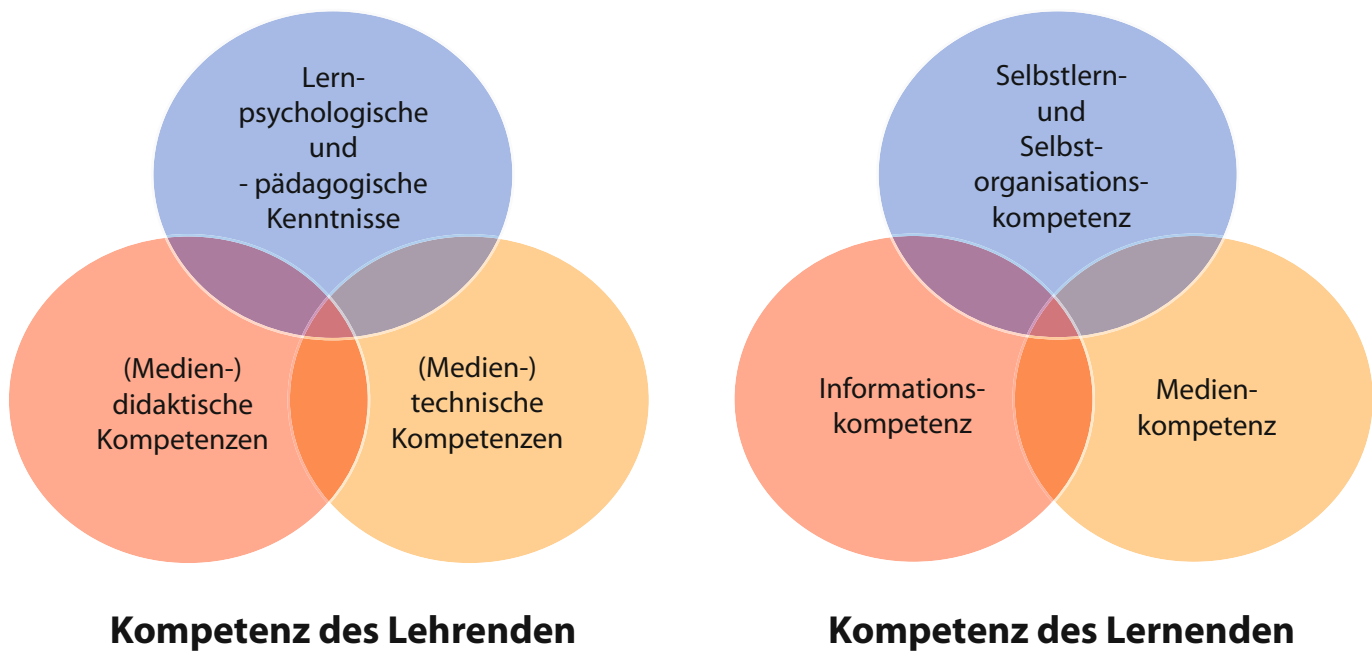 Lern-
psychologische
und
- pädagogische
Kenntnisse
(Medien-)
didaktische
Kompetenzen
(Medien-)
technische
Kompetenzen
Kompetenz des Lehrenden
Selbstlern-
und
Selbst-
organisations-
kompetenz
Informations-
kompetenz
Medien-
kompetenz
Kompetenz des Lernenden